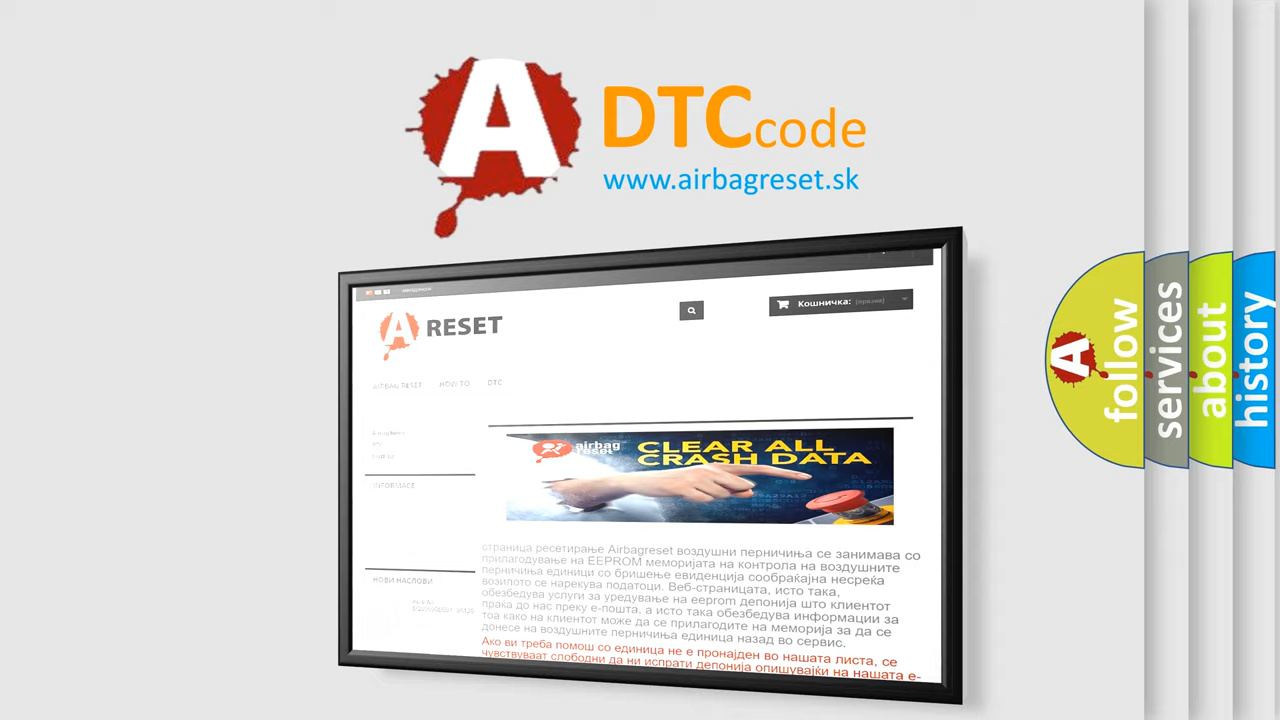 A
DTCcode
www.airbagreset.sk
A RESET
Кошничка: (празна)
AIRBAG RESET HOW TO DTC
DTC
INFORMACE
airbag
reset
CLEAR ALL
CRASH DATA
страница ресетирање Airbagreset воздушни перничиња се занимава со
прилагодување на EEPROM меморијата на контрола на воздушните
перничиња единици со бришење евиденција сообраќајна несреќа
возилото се нарекува податоци. Веб-страницата, исто така,
обезбедува услуги за уредување на eeprom депонија што клиентот
праќа до нас преку е-пошта, а исто така обезбедува информации за
тоа како на клиентот може да се прилагодите на меморија за да се
донесе на воздушните перничиња единица назад во сервис.
Ако ви треба помош со единица не е пронајден во нашата листа, се
чувствуваат слободни да ни испрати депонија опишувајќи на нашата е-
НОВИ НАСЛОВИ
A
follow
services
about
history